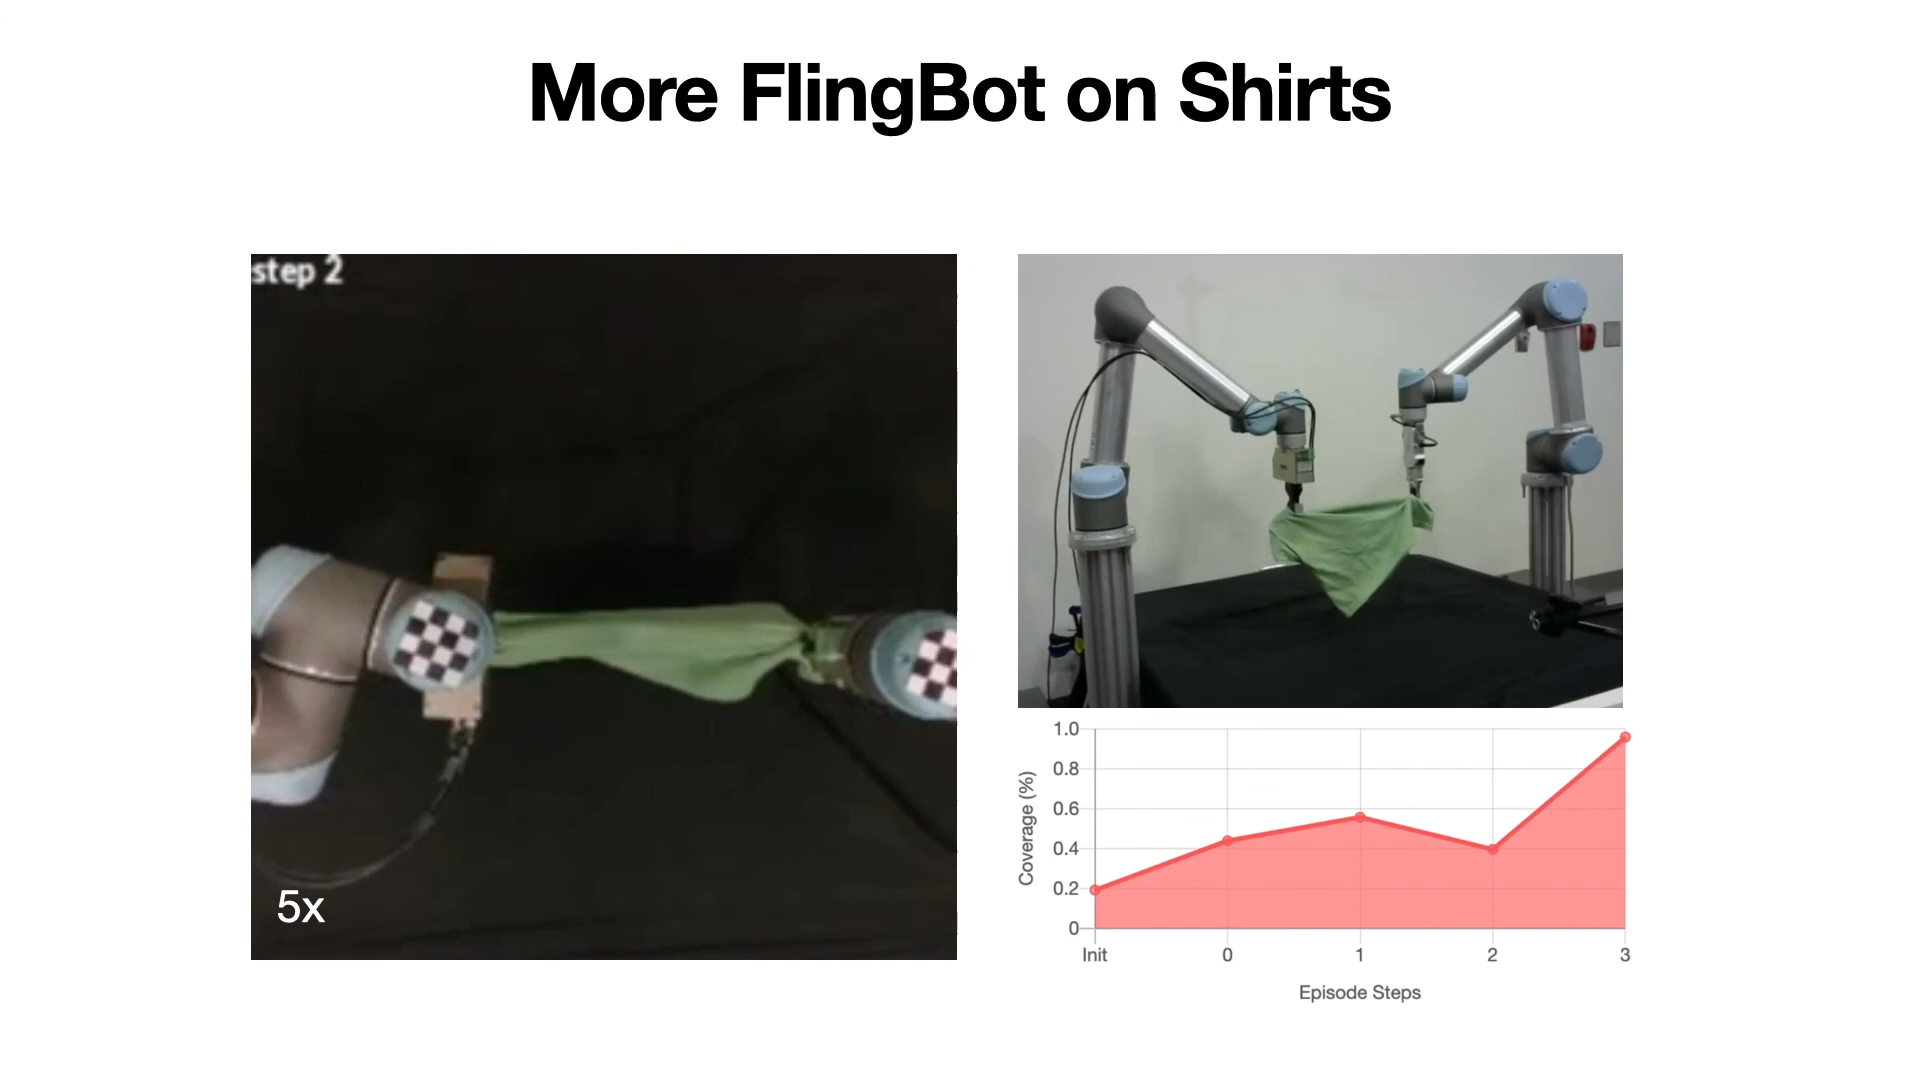 More FlingBot on Shirts
step 2
5x
1.0
0.8
0.6
0.4
0.2
0
Coverage (%)
Init 0 1 2 3
Episode Steps